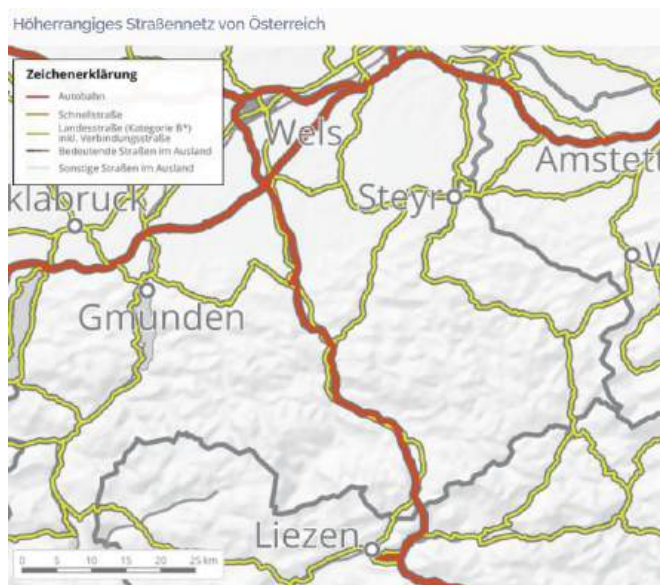 Höherrangiges Straßennetz von Österreich
Zeichenerklärung
Autobahn
Schnellstraße
Landesstraße (Kategorie B*)
inkl. Verbindungsstraße
Bedeutende Straßen im Ausland
Sonstige Straßen im Ausland
Wels
Amstett
klabruck
Steyr
W
Gmunden
Liezen
0 5 10 15 20 25 km